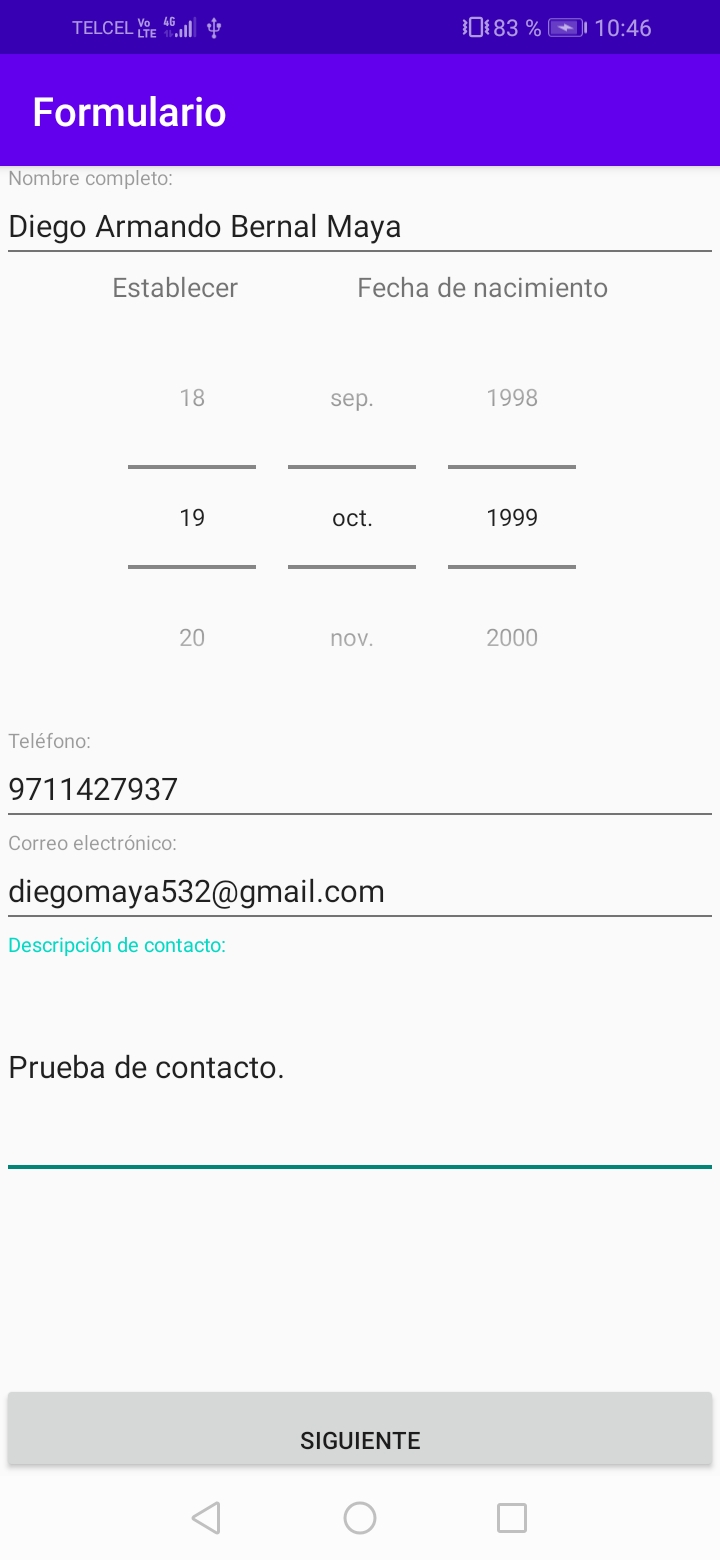 TELCEL Vo LTE 4G 83 % 10:46
Formulario
Nombre completo:
Diego Armando Bernal Maya
Establecer Fecha de nacimiento
18 sep. 1998
19 oct. 1999
20 nov. 2000
Teléfono:
9711427937
Correo electrónico:
diegomaya532@gmail.com
Descripción de contacto:
Prueba de contacto.
SIGUIENTE